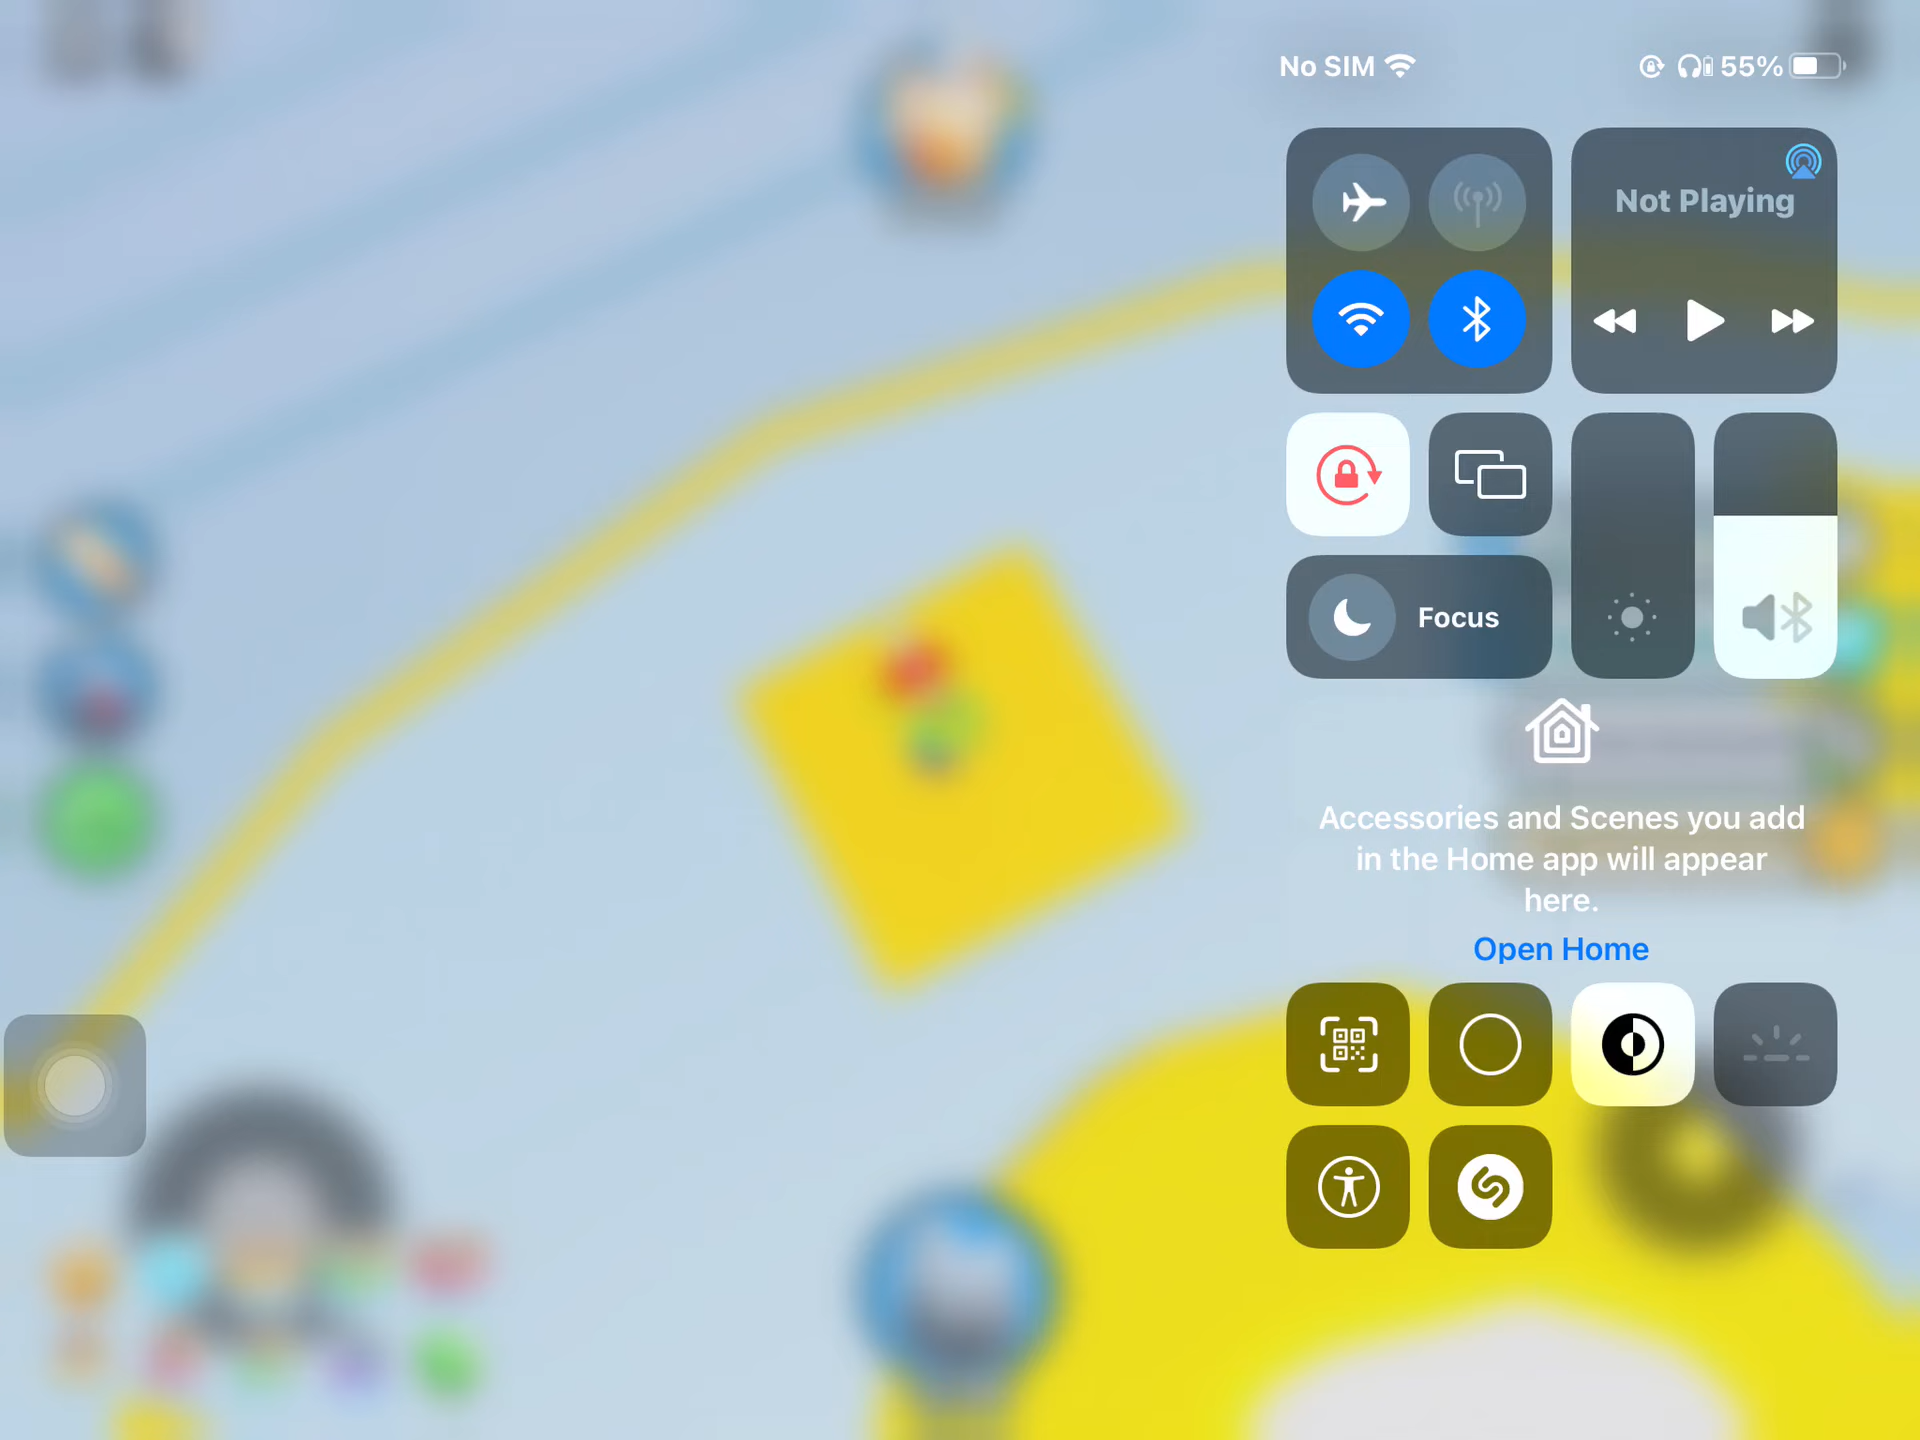 No SIM
55%
Not Playing
Focus
Accessories and Scenes you add
in the Home app will appear
here.
Open Home